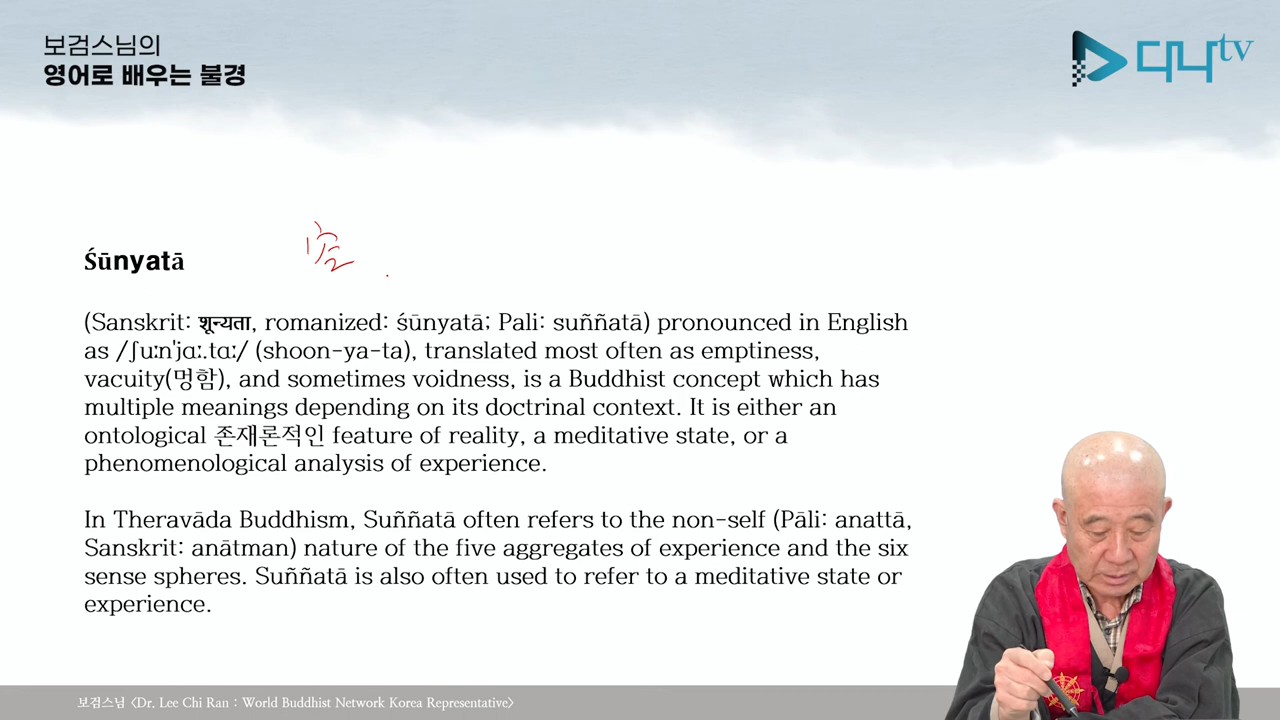 보검스님의
영어로 배우는 불경
다나tv
Śūnyatā
空
(Sanskrit: शून्यता, romanized: śūnyatā; Pali: suññatā) pronounced in English
as /ʃuːnˈjɑː.tɑː/ (shoon-ya-ta), translated most often as emptiness,
vacuity(멍함), and sometimes voidness, is a Buddhist concept which has
multiple meanings depending on its doctrinal context. It is either an
ontological 존재론적인 feature of reality, a meditative state, or a
phenomenological analysis of experience.
In Theravāda Buddhism, Suññatā often refers to the non-self (Pāli: anattā,
Sanskrit: anātman) nature of the five aggregates of experience and the six
sense spheres. Suññatā is also often used to refer to a meditative state or
experience.
보검스님 <Dr. Lee Chi Ran : World Buddhist Network Korea Representative>